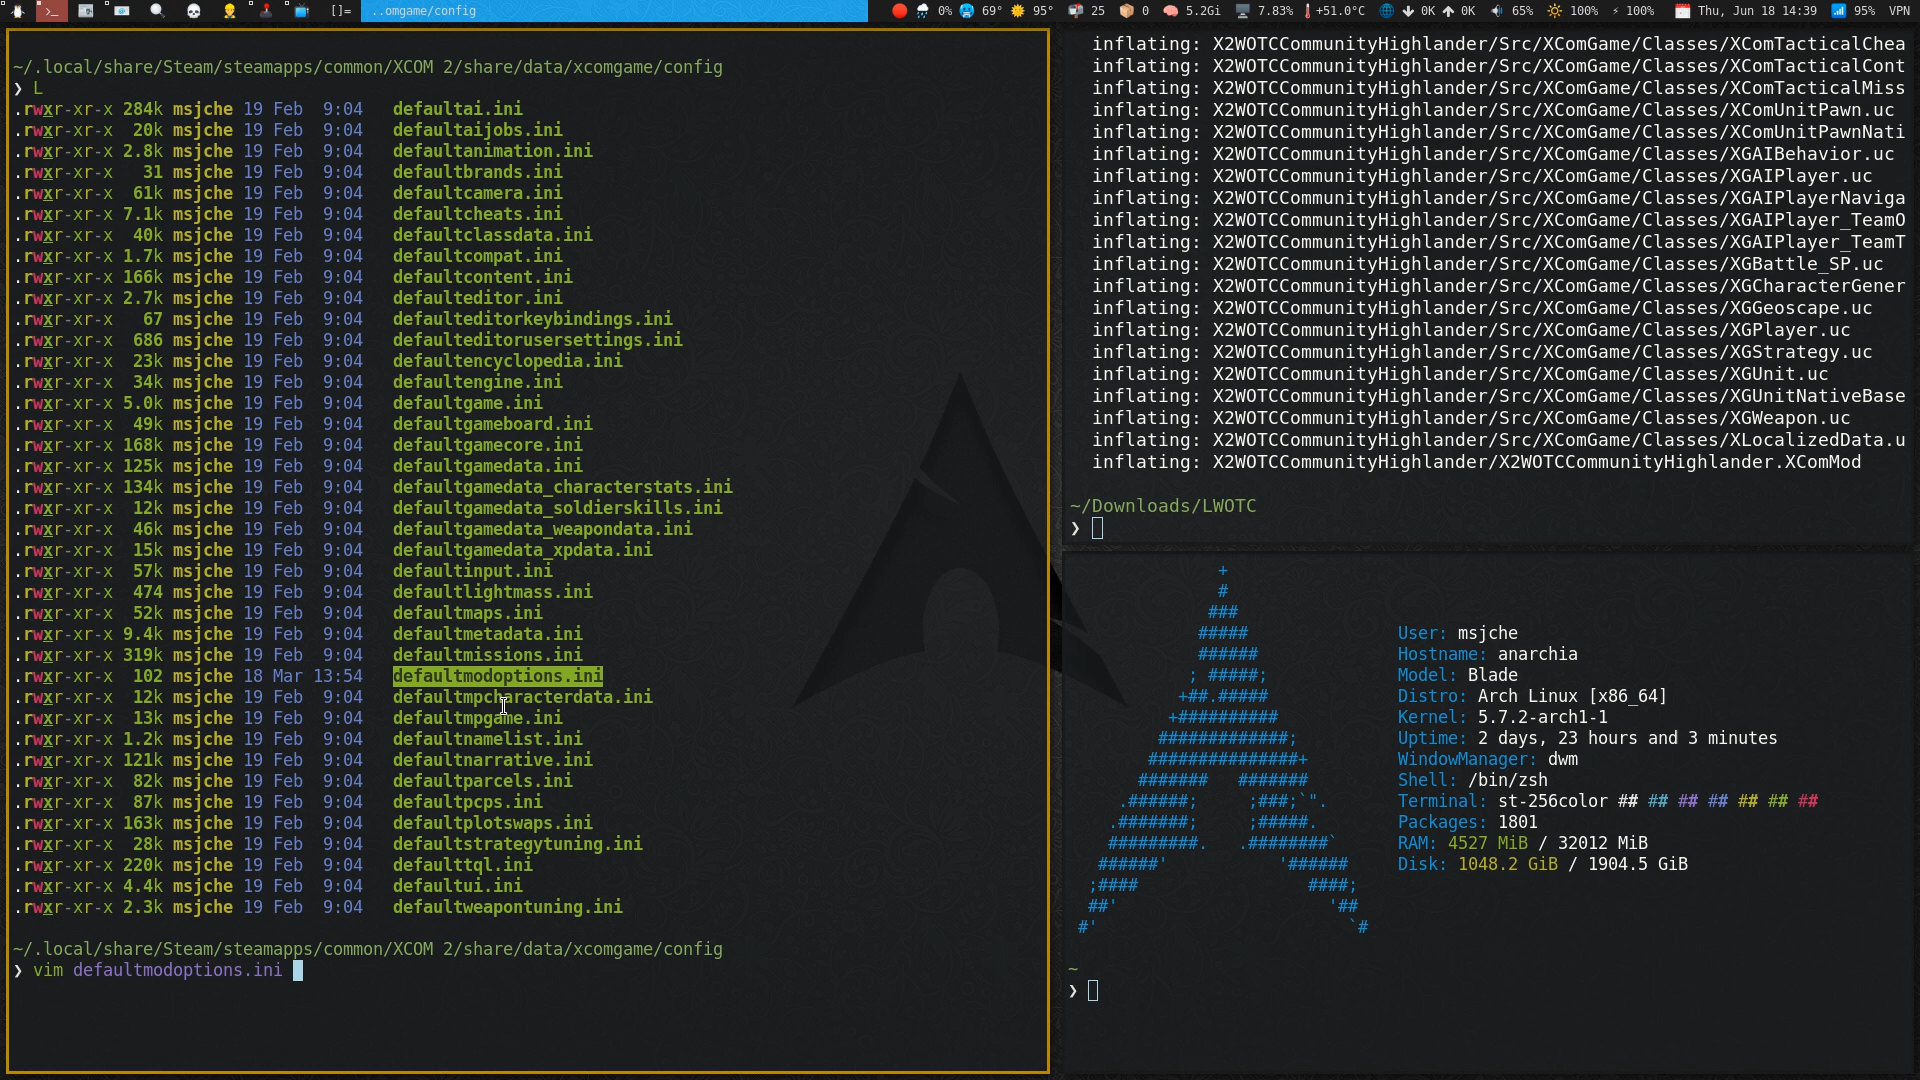 []= ..omgame/config 0% 69° 95° 25 0 5.2Gi 7.83% +51.0°C 0K 0K 65% 100% 100% Thu, Jun 18 14:39 95% VPN
~/.local/share/Steam/steamapps/common/XCOM 2/share/data/xcomgame/config
❯ L
.rwxr-xr-x 284k msjche 19 Feb  9:04 defaultai.ini
.rwxr-xr-x 20k msjche 19 Feb  9:04 defaultaijobs.ini
.rwxr-xr-x 2.8k msjche 19 Feb  9:04 defaultanimation.ini
.rwxr-xr-x 31 msjche 19 Feb  9:04 defaultbrands.ini
.rwxr-xr-x 61k msjche 19 Feb  9:04 defaultcamera.ini
.rwxr-xr-x 7.1k msjche 19 Feb  9:04 defaultcheats.ini
.rwxr-xr-x 40k msjche 19 Feb  9:04 defaultclassdata.ini
.rwxr-xr-x 1.7k msjche 19 Feb  9:04 defaultcompat.ini
.rwxr-xr-x 166k msjche 19 Feb  9:04 defaultcontent.ini
.rwxr-xr-x 2.7k msjche 19 Feb  9:04 defaulteditor.ini
.rwxr-xr-x 67 msjche 19 Feb  9:04 defaulteditorkeybindings.ini
.rwxr-xr-x 686 msjche 19 Feb  9:04 defaulteditorusersettings.ini
.rwxr-xr-x 23k msjche 19 Feb  9:04 defaultencyclopedia.ini
.rwxr-xr-x 34k msjche 19 Feb  9:04 defaultengine.ini
.rwxr-xr-x 5.0k msjche 19 Feb  9:04 defaultgame.ini
.rwxr-xr-x 49k msjche 19 Feb  9:04 defaultgameboard.ini
.rwxr-xr-x 168k msjche 19 Feb  9:04 defaultgamecore.ini
.rwxr-xr-x 125k msjche 19 Feb  9:04 defaultgamedata.ini
.rwxr-xr-x 134k msjche 19 Feb  9:04 defaultgamedata_characterstats.ini
.rwxr-xr-x 12k msjche 19 Feb  9:04 defaultgamedata_soldierskills.ini
.rwxr-xr-x 46k msjche 19 Feb  9:04 defaultgamedata_weapondata.ini
.rwxr-xr-x 15k msjche 19 Feb  9:04 defaultgamedata_xpdata.ini
.rwxr-xr-x 57k msjche 19 Feb  9:04 defaultinput.ini
.rwxr-xr-x 474 msjche 19 Feb  9:04 defaultlightmass.ini
.rwxr-xr-x 52k msjche 19 Feb  9:04 defaultmaps.ini
.rwxr-xr-x 9.4k msjche 19 Feb  9:04 defaultmetadata.ini
.rwxr-xr-x 319k msjche 19 Feb  9:04 defaultmissions.ini
.rwxr-xr-x 102 msjche 18 Mar 13:54 defaultmodoptions.ini
.rwxr-xr-x 12k msjche 19 Feb  9:04 defaultmpcharacterdata.ini
.rwxr-xr-x 13k msjche 19 Feb  9:04 defaultmpgame.ini
.rwxr-xr-x 1.2k msjche 19 Feb  9:04 defaultnamelist.ini
.rwxr-xr-x 121k msjche 19 Feb  9:04 defaultnarrative.ini
.rwxr-xr-x 82k msjche 19 Feb  9:04 defaultparcels.ini
.rwxr-xr-x 87k msjche 19 Feb  9:04 defaultpcps.ini
.rwxr-xr-x 163k msjche 19 Feb  9:04 defaultplotswaps.ini
.rwxr-xr-x 28k msjche 19 Feb  9:04 defaultstrategytuning.ini
.rwxr-xr-x 220k msjche 19 Feb  9:04 defaulttql.ini
.rwxr-xr-x 4.4k msjche 19 Feb  9:04 defaultui.ini
.rwxr-xr-x 2.3k msjche 19 Feb  9:04 defaultweapontuning.ini
~/.local/share/Steam/steamapps/common/XCOM 2/share/data/xcomgame/config
❯ vim defaultmodoptions.ini
inflating: X2WOTCCommunityHighlander/Src/XComGame/Classes/XComTacticalChea
inflating: X2WOTCCommunityHighlander/Src/XComGame/Classes/XComTacticalCont
inflating: X2WOTCCommunityHighlander/Src/XComGame/Classes/XComTacticalMiss
inflating: X2WOTCCommunityHighlander/Src/XComGame/Classes/XComUnitPawn.uc
inflating: X2WOTCCommunityHighlander/Src/XComGame/Classes/XComUnitPawnNati
inflating: X2WOTCCommunityHighlander/Src/XComGame/Classes/XGAIBehavior.uc
inflating: X2WOTCCommunityHighlander/Src/XComGame/Classes/XGAIPlayer.uc
inflating: X2WOTCCommunityHighlander/Src/XComGame/Classes/XGAIPlayerNaviga
inflating: X2WOTCCommunityHighlander/Src/XComGame/Classes/XGAIPlayer_TeamO
inflating: X2WOTCCommunityHighlander/Src/XComGame/Classes/XGAIPlayer_TeamT
inflating: X2WOTCCommunityHighlander/Src/XComGame/Classes/XGBattle_SP.uc
inflating: X2WOTCCommunityHighlander/Src/XComGame/Classes/XGCharacterGener
inflating: X2WOTCCommunityHighlander/Src/XComGame/Classes/XGGeoscape.uc
inflating: X2WOTCCommunityHighlander/Src/XComGame/Classes/XGPlayer.uc
inflating: X2WOTCCommunityHighlander/Src/XComGame/Classes/XGStrategy.uc
inflating: X2WOTCCommunityHighlander/Src/XComGame/Classes/XGUnit.uc
inflating: X2WOTCCommunityHighlander/Src/XComGame/Classes/XGUnitNativeBase
inflating: X2WOTCCommunityHighlander/Src/XComGame/Classes/XGWeapon.uc
inflating: X2WOTCCommunityHighlander/Src/XComGame/Classes/XLocalizedData.u
inflating: X2WOTCCommunityHighlander/X2WOTCCommunityHighlander.XComMod
~/Downloads/LWOTC
❯
+
#
###
#####
######
; #####;
+##.#####
+##########
#############;
###############+
#######   #######
.######;     ;###;`".
.#######;     ;#####.
#########.   .########`
######'           '######
;####                 ####;
##'                       '##
#'                           `#
User: msjche
Hostname: anarchia
Model: Blade
Distro: Arch Linux [x86_64]
Kernel: 5.7.2-arch1-1
Uptime: 2 days, 23 hours and 3 minutes
WindowManager: dwm
Shell: /bin/zsh
Terminal: st-256color ## ## ## ## ## ## ##
Packages: 1801
RAM: 4527 MiB / 32012 MiB
Disk: 1048.2 GiB / 1904.5 GiB
~
❯